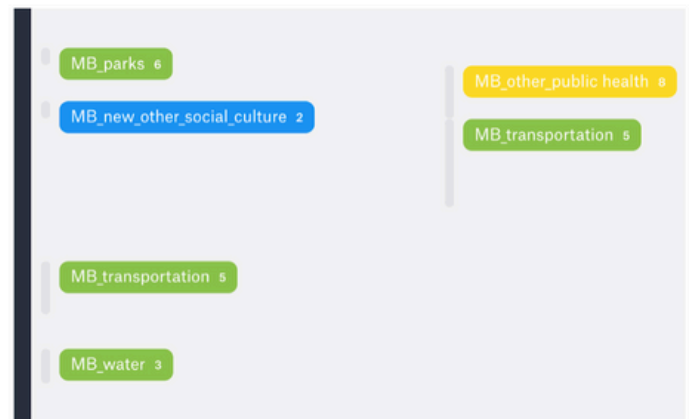 MB_parks 6
MB_other_public health 8
MB_new_other_social_culture 2
MB_transportation 5
MB_transportation 5
MB_water 3